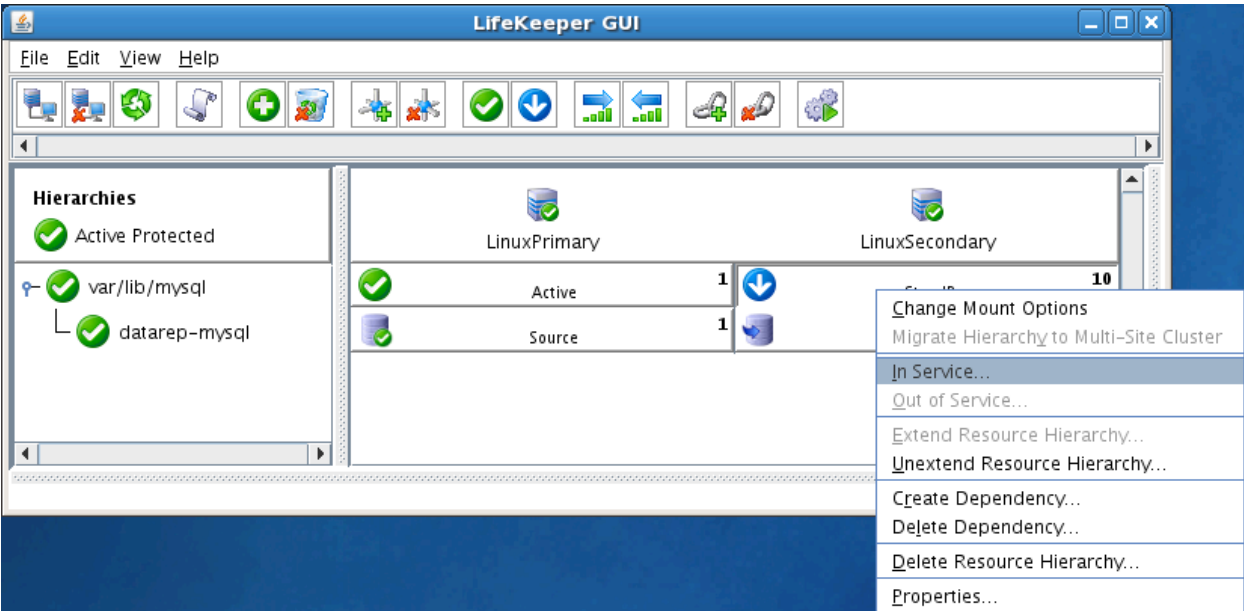 LifeKeeper GUI
File Edit View Help
Hierarchies
Active Protected
LinuxPrimary
LinuxSecondary
var/lib/mysql
Active 1
10
datarep-mysql
Source 1
Change Mount Options
Migrate Hierarchy to Multi-Site Cluster
In Service...
Out of Service...
Extend Resource Hierarchy...
Unextend Resource Hierarchy...
Create Dependency...
Delete Dependency...
Delete Resource Hierarchy...
Properties...